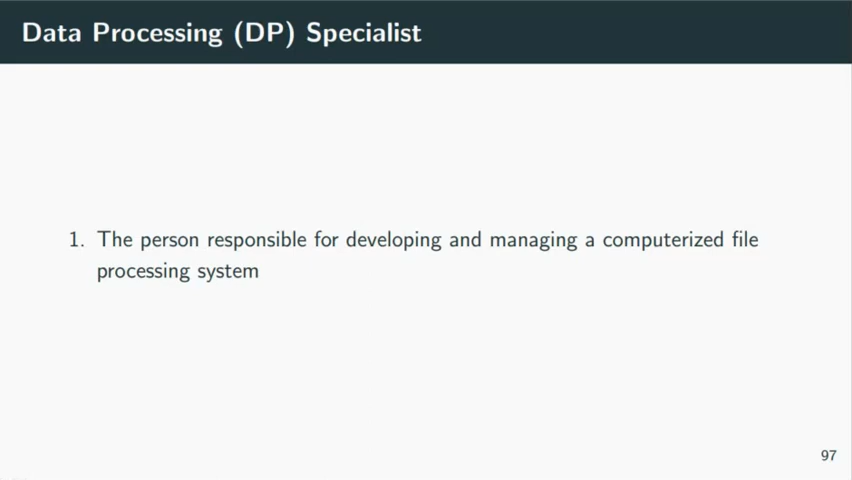 Data Processing (DP) Specialist
1. The person responsible for developing and managing a computerized file
processing system
97